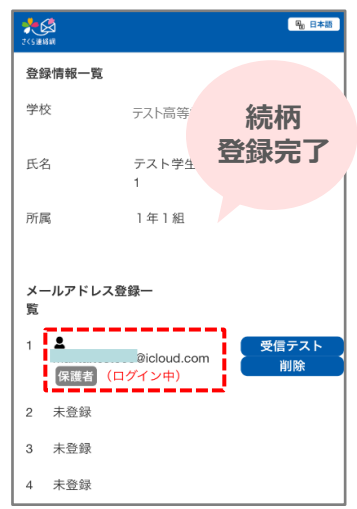 さくら連絡網
日本語
登録情報一覧
学校
テスト高等
続柄
登録完了
氏名
テスト学生
1
所属
1年1組
メールアドレス登録一
覧
1
@icloud.com
受信テスト
保護者 (ログイン中)
削除
2 未登録
3 未登録
4 未登録